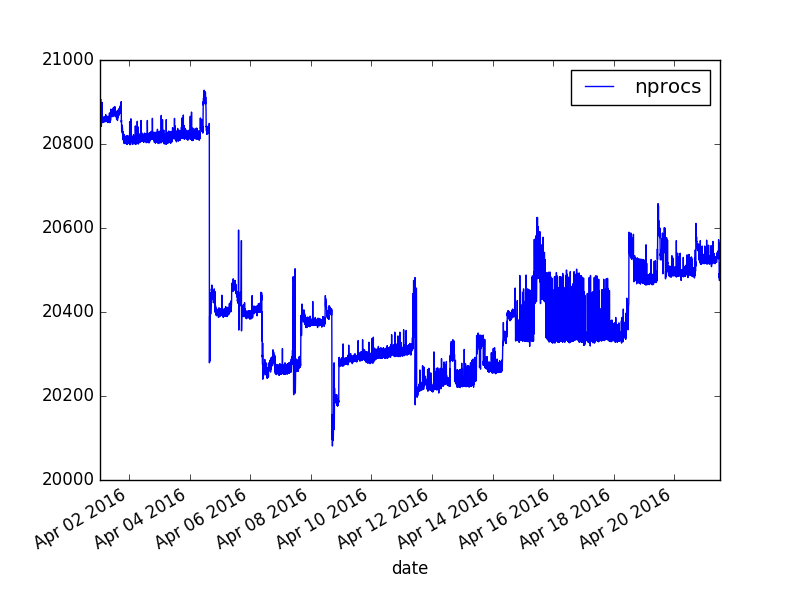 21000
20800
20600
20400
20200
20000
nprocs
Apr 02 2016
Apr 04 2016
Apr 06 2016
Apr 08 2016
Apr 10 2016
Apr 12 2016
Apr 14 2016
Apr 16 2016
Apr 18 2016
Apr 20 2016
date